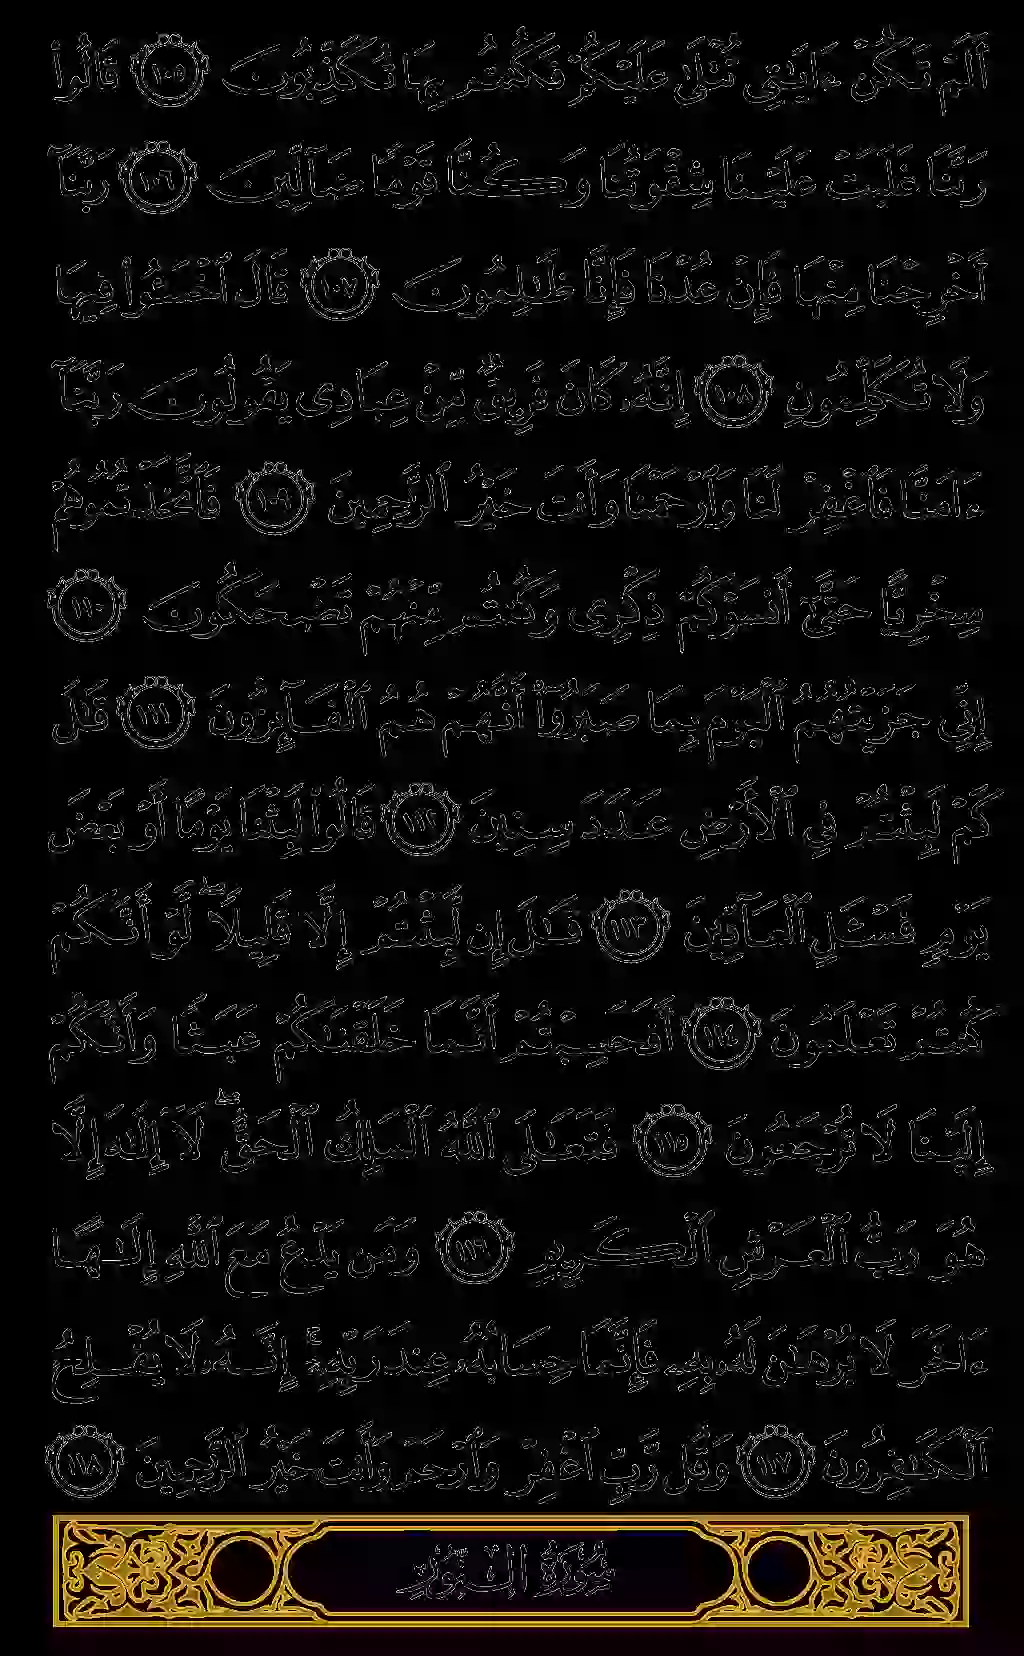 أَلَمْ تَكُنْ ءَايَٰتِى تُتْلَىٰ عَلَيْكُمْ فَكُنتُم بِهَا تُكَذِّبُونَ ١٠٥ قَالُوا۟
رَبَّنَا غَلَبَتْ عَلَيْنَا شِقْوَتُنَا وَكُنَّا قَوْمًا ضَآلِّينَ ١٠٦ رَبَّنَآ
أَخْرِجْنَا مِنْهَا فَإِنْ عُدْنَا فَإِنَّا ظَٰلِمُونَ ١٠٧ قَالَ ٱخْسَـُٔوا۟ فِيهَا
وَلَا تُكَلِّمُونِ ١٠٨ إِنَّهُۥ كَانَ فَرِيقٌ مِّنْ عِبَادِى يَقُولُونَ رَبَّنَآ
ءَامَنَّا فَٱغْفِرْ لَنَا وَٱرْحَمْنَا وَأَنتَ خَيْرُ ٱلرَّٰحِمِينَ ١٠٩ فَٱتَّخَذْتُمُوهُمْ
سِخْرِيًّا حَتَّىٰٓ أَنسَوْكُمْ ذِكْرِى وَكُنتُم مِّنْهُمْ تَضْحَكُونَ ١١٠
إِنِّى جَزَيْتُهُمُ ٱلْيَوْمَ بِمَا صَبَرُوٓا۟ أَنَّهُمْ هُمُ ٱلْفَآئِزُونَ ١١١ قَٰلَ
كَمْ لَبِثْتُمْ فِى ٱلْأَرْضِ عَدَدَ سِنِينَ ١١٢ قَالُوا۟ لَبِثْنَا يَوْمًا أَوْ بَعْضَ
يَوْمٍ فَسْـَٔلِ ٱلْعَآدِّينَ ١١٣ قَٰلَ إِن لَّبِثْتُمْ إِلَّا قَلِيلًا ۖ لَّوْ أَنَّكُمْ
كُنتُمْ تَعْلَمُونَ ١١٤ أَفَحَسِبْتُمْ أَنَّمَا خَلَقْنَٰكُمْ عَبَثًا وَأَنَّكُمْ
إِلَيْنَا لَا تُرْجَعُونَ ١١٥ فَتَعَٰلَى ٱللَّهُ ٱلْمَلِكُ ٱلْحَقُّ ۖ لَآ إِلَٰهَ إِلَّا
هُوَ رَبُّ ٱلْعَرْشِ ٱلْكَرِيمِ ١١٦ وَمَن يَدْعُ مَعَ ٱللَّهِ إِلَٰهًا
ءَاخَرَ لَا بُرْهَٰنَ لَهُۥ بِهِۦ فَإِنَّمَا حِسَابُهُۥ عِندَ رَبِّهِۦٓ ۚ إِنَّهُۥ لَا يُفْلِحُ
ٱلْكَٰفِرُونَ ١١٧ وَقُل رَّبِّ ٱغْفِرْ وَٱرْحَمْ وَأَنتَ خَيْرُ ٱلرَّٰحِمِينَ ١١٨
سُورَةُ النُّورِ